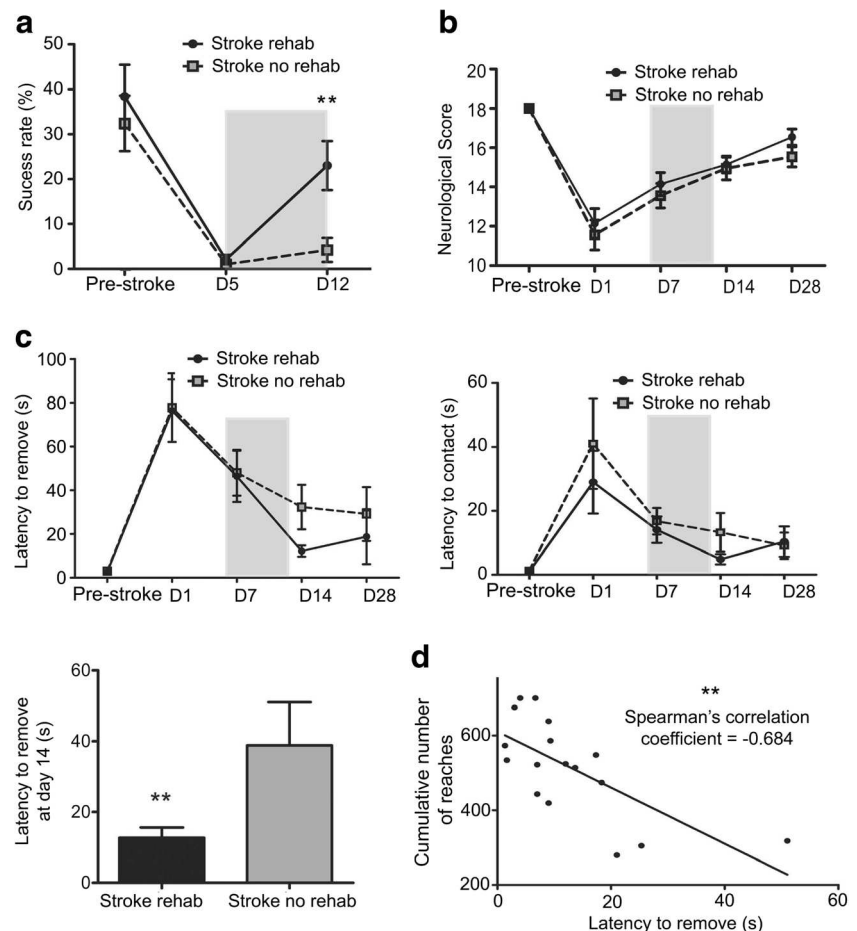 a
Stroke rehab
Stroke no rehab
50
40
30
20
10
0
Sucess rate (%)
**
Pre-stroke D5 D12
b
Stroke rehab
Stroke no rehab
20
18
16
14
12
10
Neurological Score
Pre-stroke D1 D7 D14 D28
c
Stroke rehab
Stroke no rehab
100
80
60
40
20
0
Latency to remove (s)
Pre-stroke D1 D7 D14 D28
Stroke rehab
Stroke no rehab
60
40
20
0
Latency to contact (s)
Pre-stroke D1 D7 D14 D28
60
40
20
0
Latency to remove
at day 14 (s)
**
Stroke rehab Stroke no rehab
d
**
Spearman's correlation
coefficient = -0.684
600
400
200
Cumulative number
of reaches
0 20 40 60
Latency to remove (s)